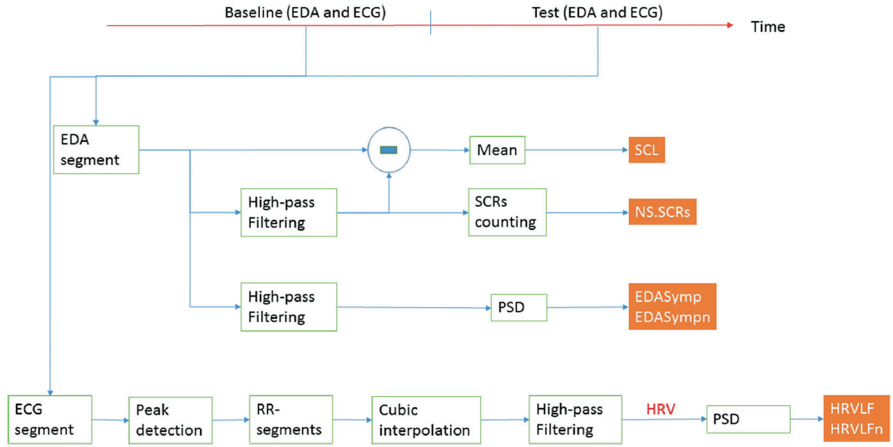 Baseline (EDA and ECG)
Test (EDA and ECG)
Time
EDA
segment
Mean
SCL
High-pass
Filtering
SCRs
counting
NS.SCRs
High-pass
Filtering
PSD
EDASymp
EDASympn
ECG
segment
Peak
detection
RR-
segments
Cubic
interpolation
High-pass
Filtering
HRV
PSD
HRVLF
HRVLFn